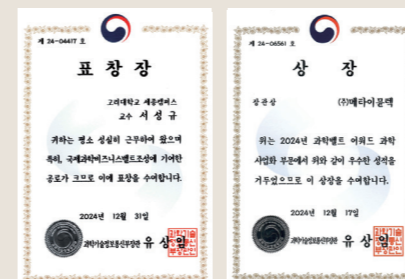 제 24-04417 호
표 창 장
고려대학교 세종캠퍼스
교수 서 성 규
귀하는 평소 성실히 근무하여 왔으며
특히, 국제과학비즈니스벨트조성에 기여한
공로가 크므로 이에 표창을 수여합니다.
2024년 12월 31일
과학기술정보통신부장관 유 상 임
제 24-06561 호
상 장
장관상 (주)메타이뮨텍
위는 2024년 과학벨트 어워드 과학
사업화 부문에서 위와 같이 우수한 성적을
거두었으므로 이 상장을 수여합니다.
2024년 12월 17일
과학기술정보통신부장관 유 상 임